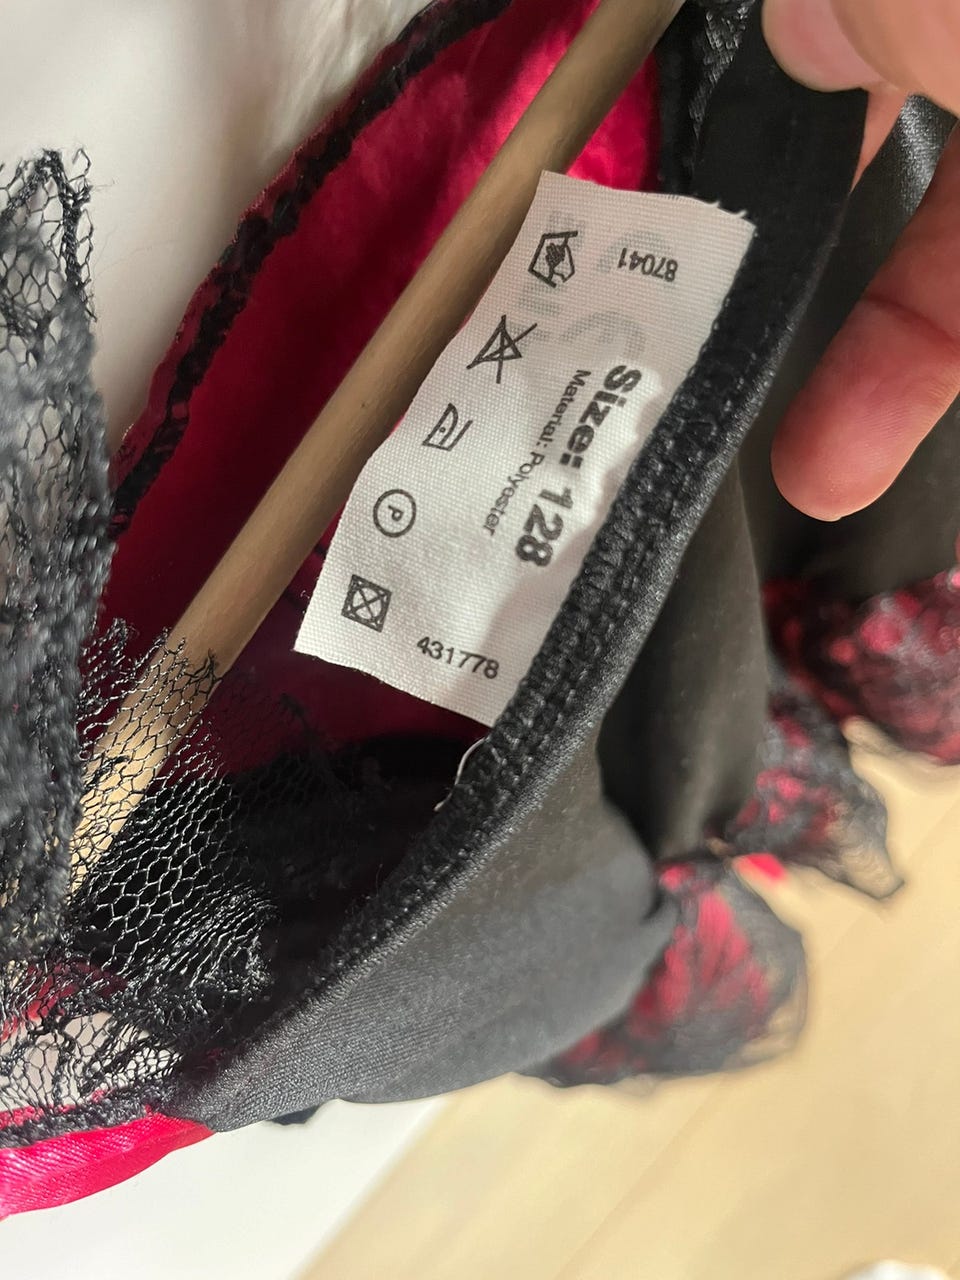 87041
Size: 128
Material: Polyester
P
431778